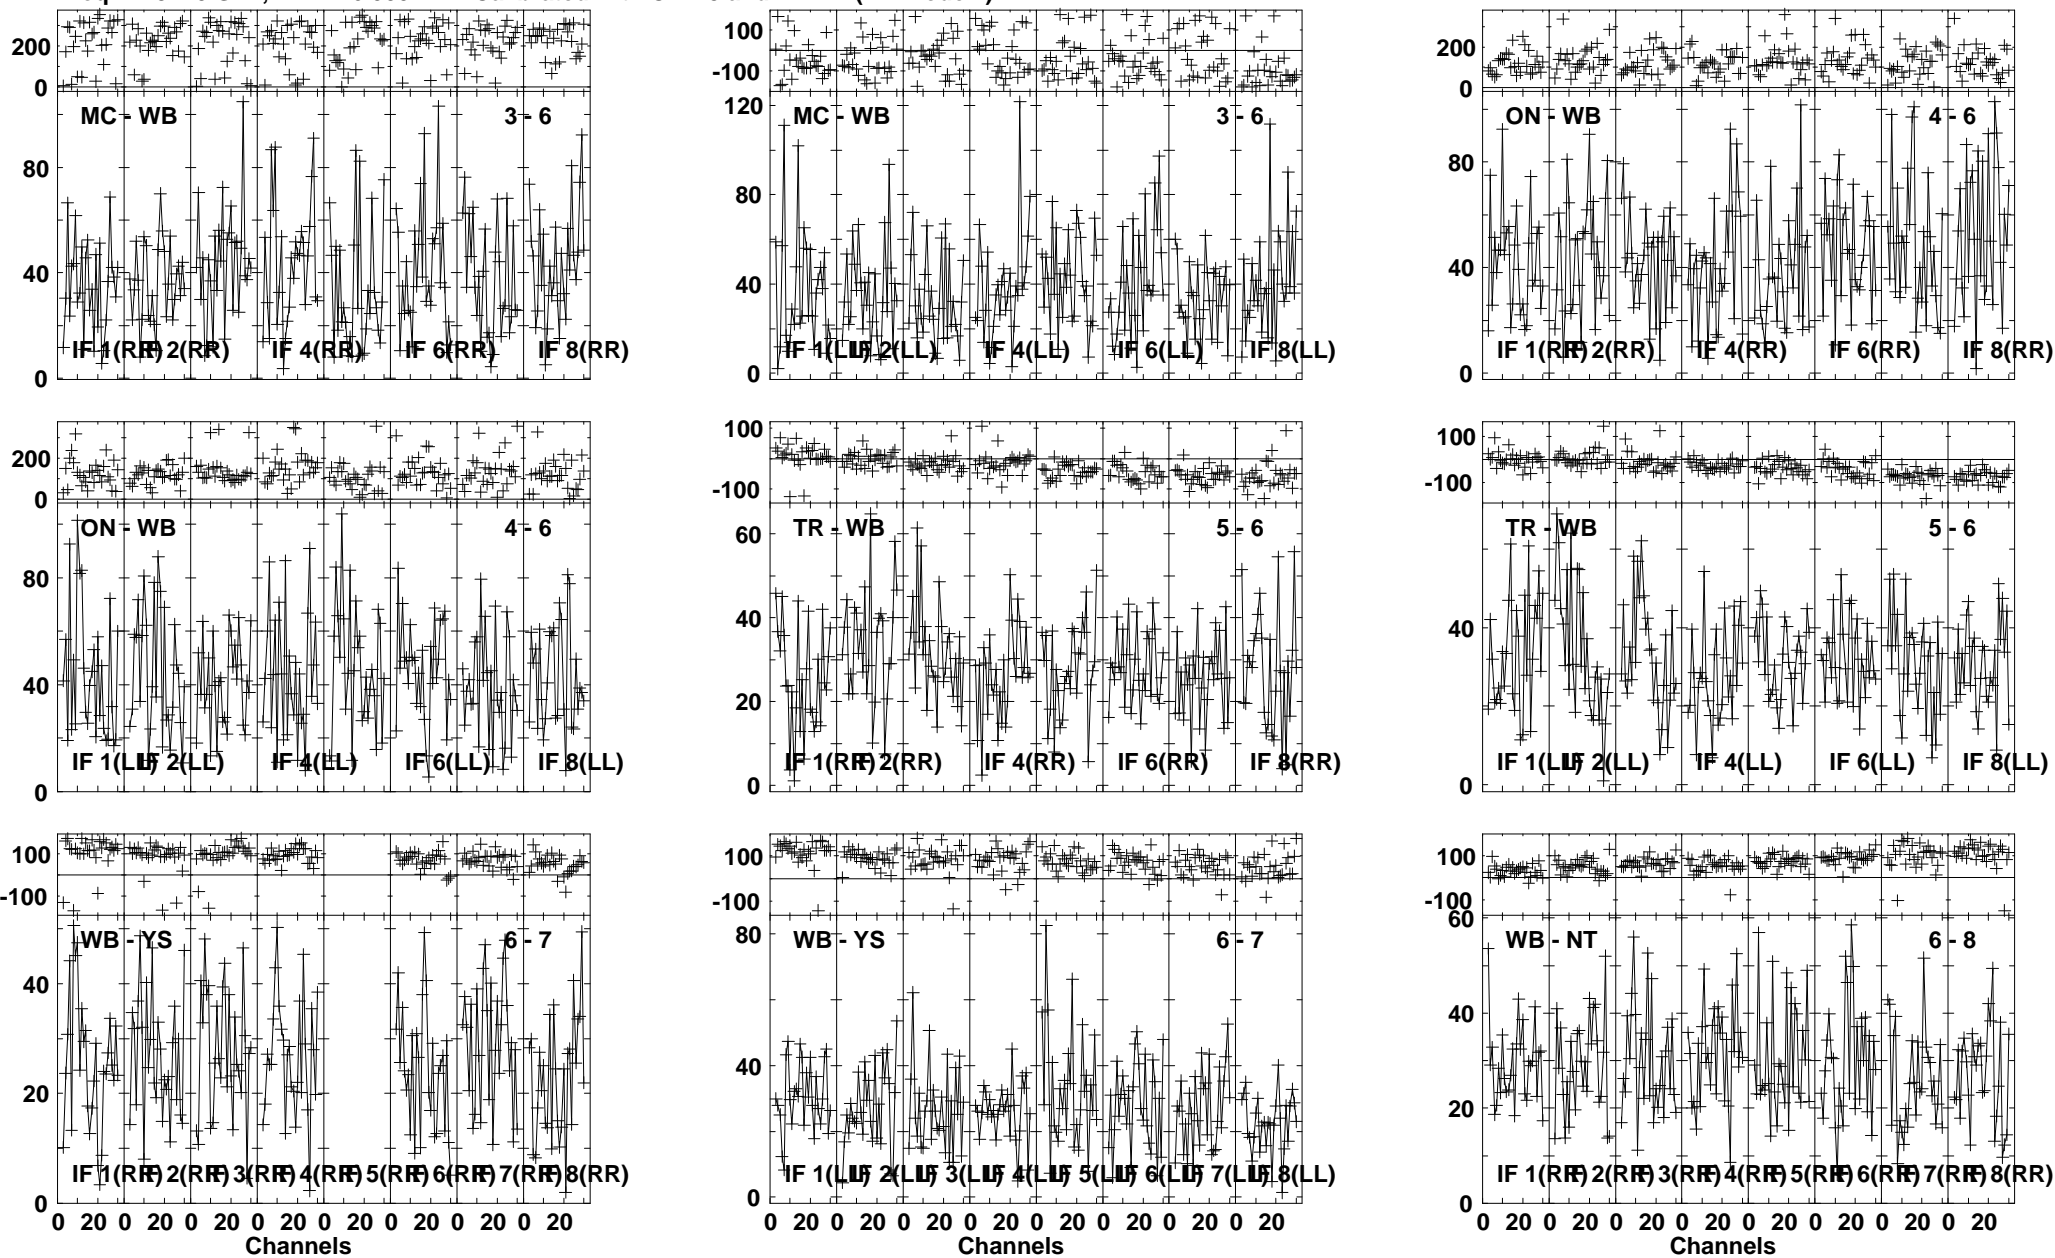 200
0
MC - WB 3 - 6
80
40
0
IF 1(RR) IF 2(RR) IF 4(RR) IF 6(RR) IF 8(RR)
100
-100
120
MC - WB 3 - 6
80
40
0
IF 1(LL) IF 2(LL) IF 4(LL) IF 6(LL) IF 8(LL)
200
0
ON - WB 4 - 6
80
40
0
IF 1(RR) IF 2(RR) IF 4(RR) IF 6(RR) IF 8(RR)
200
0
ON - WB 4 - 6
80
40
0
IF 1(LL) IF 2(LL) IF 4(LL) IF 6(LL) IF 8(LL)
100
-100
TR - WB 5 - 6
60
40
20
0
IF 1(RR) IF 2(RR) IF 4(RR) IF 6(RR) IF 8(RR)
100
-100
TR - WB 5 - 6
40
0
IF 1(LL) IF 2(LL) IF 4(LL) IF 6(LL) IF 8(LL)
100
-100
WB - YS 6 - 7
40
20
0
IF 1(RR) IF 2(RR) IF 3(RR) IF 4(RR) IF 5(RR) IF 6(RR) IF 7(RR) IF 8(RR)
0 20 0 20 0 20 0 20 0 20 0 20 0 20 0 20
Channels
100
-100
WB - YS 6 - 7
80
40
0
IF 1(LL) IF 2(LL) IF 3(LL) IF 4(LL) IF 5(LL) IF 6(LL) IF 7(LL) IF 8(LL)
0 20 0 20 0 20 0 20 0 20 0 20 0 20 0 20
Channels
100
-100
60
WB - NT 6 - 8
40
20
0
IF 1(RR) IF 2(RR) IF 3(RR) IF 4(RR) IF 5(RR) IF 6(RR) IF 7(RR) IF 8(RR)
0 20 0 20 0 20 0 20 0 20 0 20 0 20 0 20
Channels